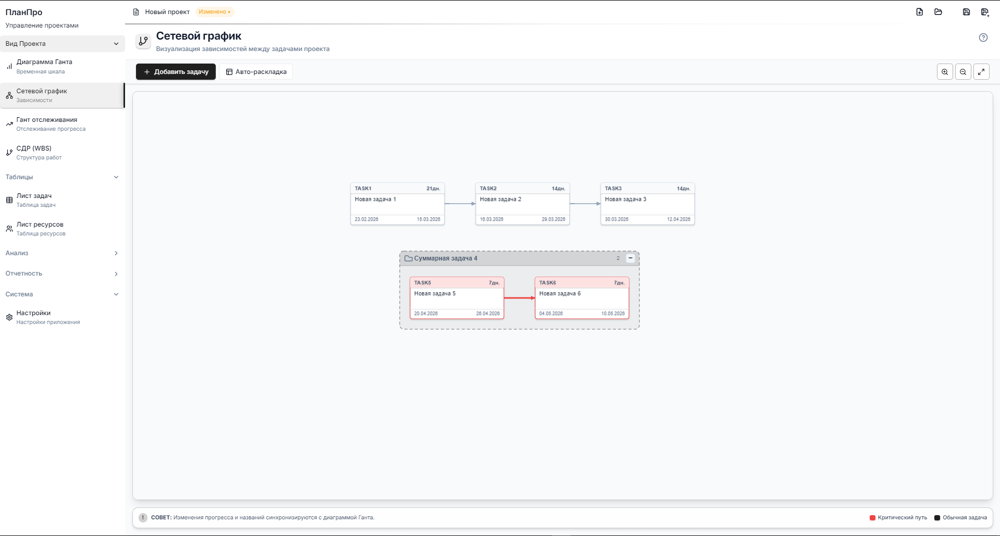 ПланПро
Управление проектами
Вид Проекта
Диаграмма Ганта
Временная шкала
Сетевой график
Зависимости
Гант отслеживания
Отслеживание прогресса
СДР (WBS)
Структура работ
Таблицы
Лист задач
Таблица задач
Лист ресурсов
Таблица ресурсов
Анализ
Отчетность
Система
Настройки
Настройки приложения
Новый проект Изменено •
Сетевой график
Визуализация зависимостей между задачами проекта
Добавить задачу Авто-раскладка
TASK1 21дн.
Новая задача 1
23.02.2026 15.03.2026
TASK2 14дн.
Новая задача 2
16.03.2026 29.03.2026
TASK3 14дн.
Новая задача 3
30.03.2026 12.04.2026
Суммарная задача 4 2
TASK5 7дн.
Новая задача 5
20.04.2026 26.04.2026
TASK6 7дн.
Новая задача 6
04.05.2026 10.05.2026
СОВЕТ: Изменения прогресса и названий синхронизируются с диаграммой Ганта.
Критический путь Обычная задача